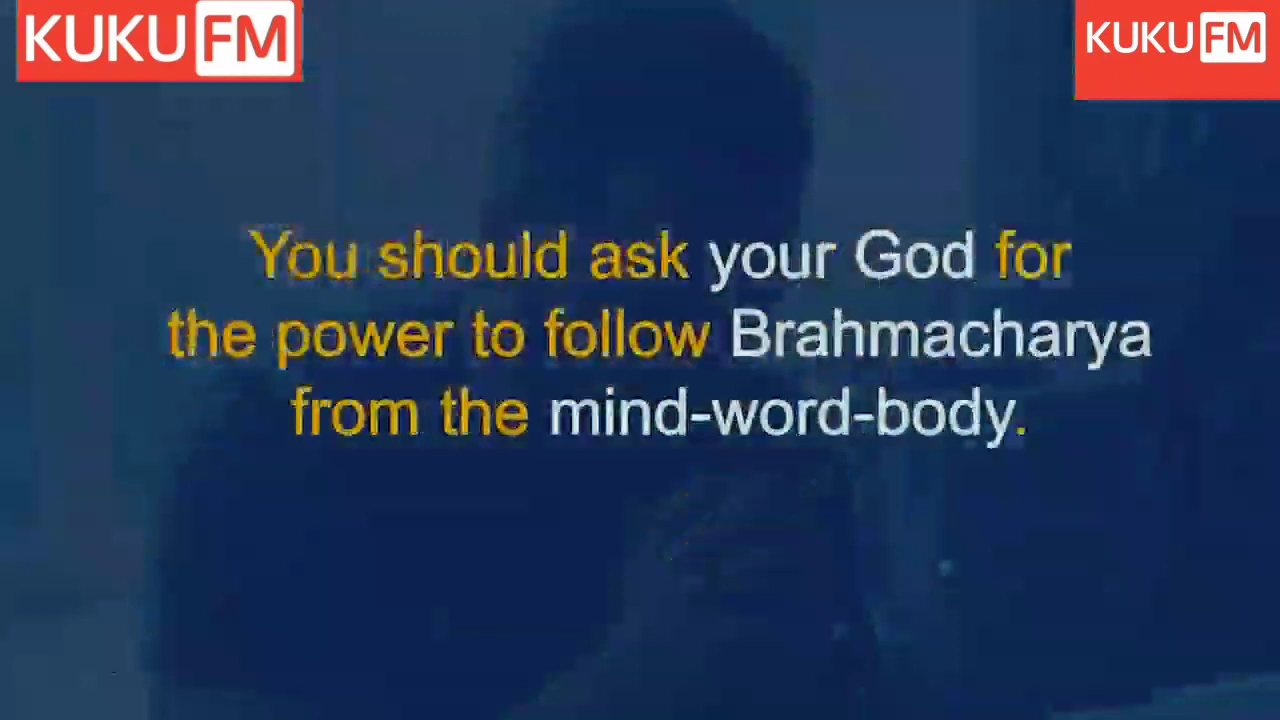 KUKU FM
KUKU FM
You should ask your God for
the power to follow Brahmacharya
from the mind-word-body.